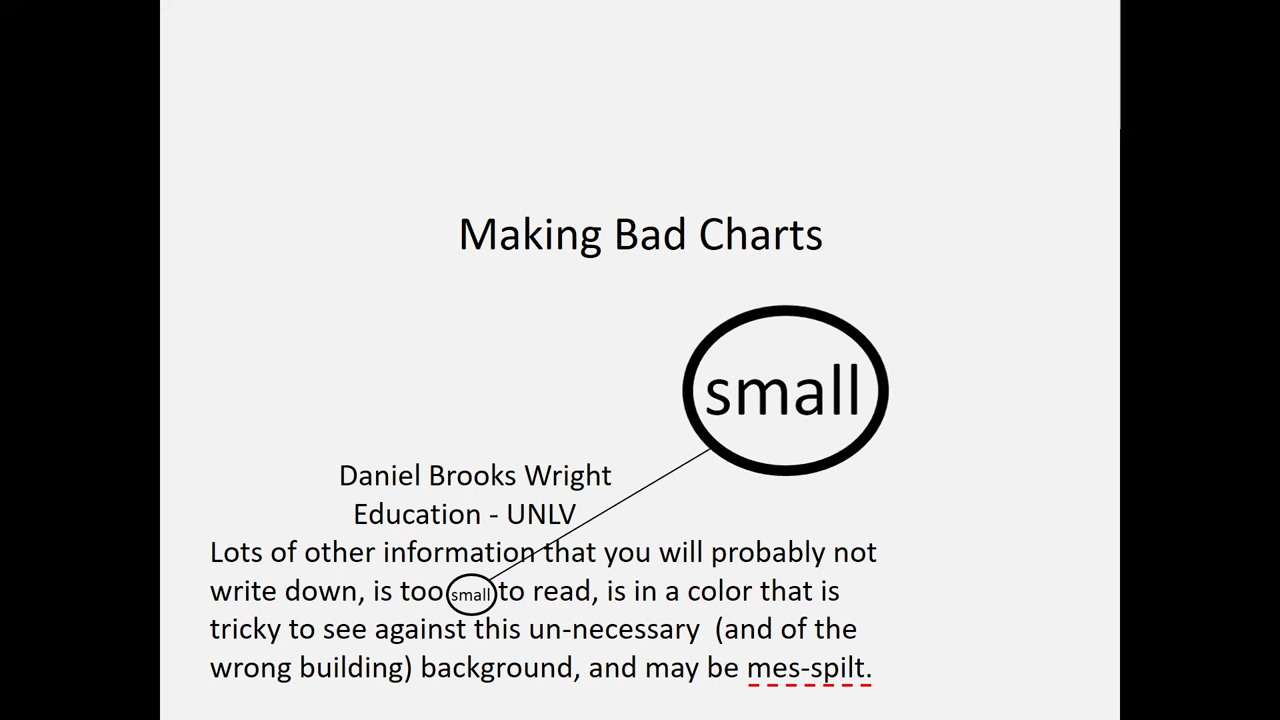 Making Bad Charts
small
Daniel Brooks Wright
Education - UNLV
Lots of other information that you will probably not
write down, is too small to read, is in a color that is
tricky to see against this un-necessary  (and of the
wrong building) background, and may be mes-spilt.